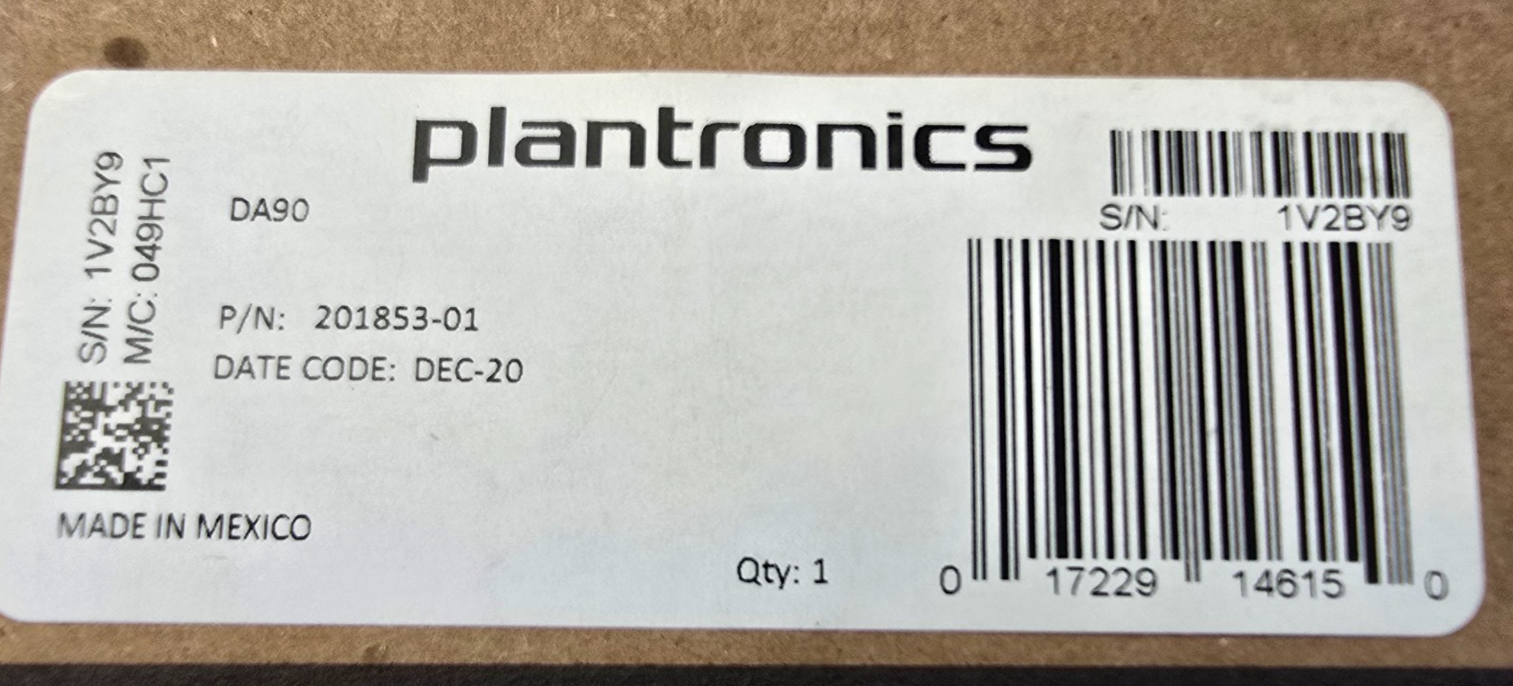 plantronics
S/N: 1V2BY9
M/C: 049HC1
DA90
S/N: 1V2BY9
P/N: 201853-01
DATE CODE: DEC-20
MADE IN MEXICO
Qty: 1
0 17229 14615 0